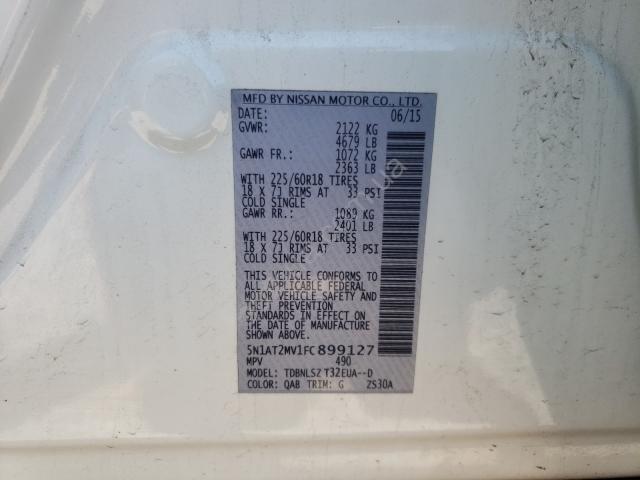 MFD BY NISSAN MOTOR CO., LTD.
DATE: 06/15
GVWR: 2122 KG
4679 LB
GAWR FR.: 1072 KG
2363 LB
WITH 225/60R18 TIRES
18 X 7J RIMS AT 33 PSI
COLD SINGLE
GAWR RR.: 1089 KG
2401 LB
WITH 225/60R18 TIRES
18 X 7J RIMS AT 33 PSI
COLD SINGLE
THIS VEHICLE CONFORMS TO
ALL APPLICABLE FEDERAL
MOTOR VEHICLE SAFETY AND
THEFT PREVENTION
STANDARDS IN EFFECT ON
THE DATE OF MANUFACTURE
SHOWN ABOVE.
5N1AT2MV1FC899127
MPV 490
MODEL: TDBNLSZ T32EUA--D
COLOR: QAB TRIM: G ZS30A